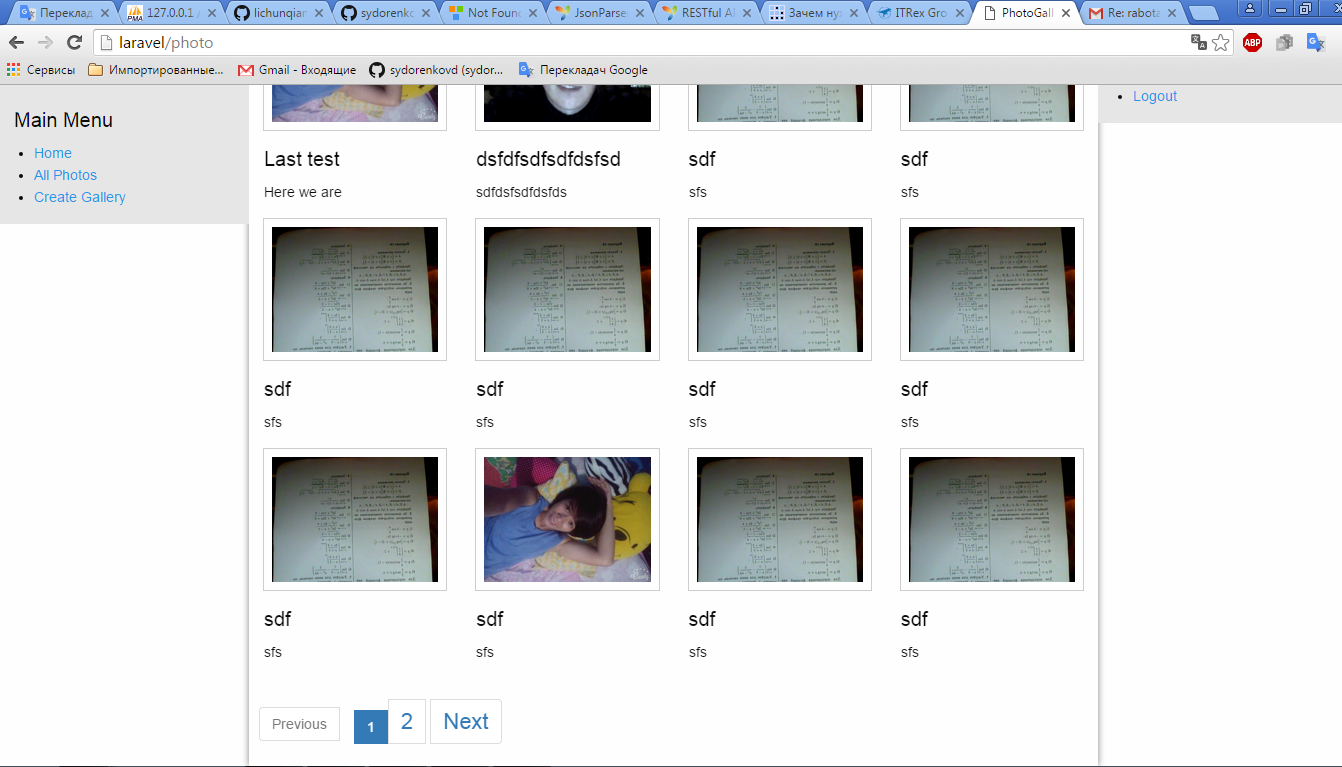 Переклад
127.0.0.1 /
lichunqian
sydorenko
Not Found
JsonParse
RESTful A
Зачем ну
ITRex Gro
PhotoGall
Re: rabota
laravel/photo
ABP
Сервисы
Импортированные...
Gmail - Входящие
sydorenkovd (sydor...
Перекладач Google
Main Menu
Home
All Photos
Create Gallery
Logout
Last test
dsfdfsdfsdfdsfsd
sdf
sdf
Here we are
sdfdsfsdfdsfds
sfs
sfs
sdf
sdf
sdf
sdf
sfs
sfs
sfs
sfs
sdf
sdf
sdf
sdf
sfs
sfs
sfs
sfs
Previous
1
2
Next